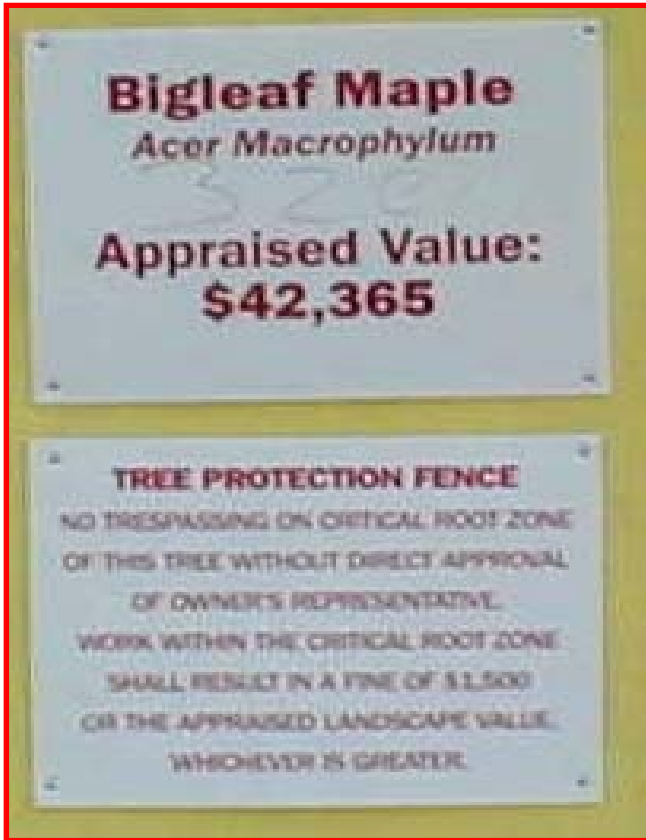 Bigleaf Maple
Acer Macrophylum
Appraised Value:
$42,365
TREE PROTECTION FENCE
NO TRESPASSING ON CRITICAL ROOT ZONE
OF THIS TREE WITHOUT DIRECT APPROVAL
OF OWNER'S REPRESENTATIVE.
WORK WITHIN THE CRITICAL ROOT ZONE
SHALL RESULT IN A FINE OF $1,500
OR THE APPRAISED LANDSCAPE VALUE,
WHICHEVER IS GREATER.